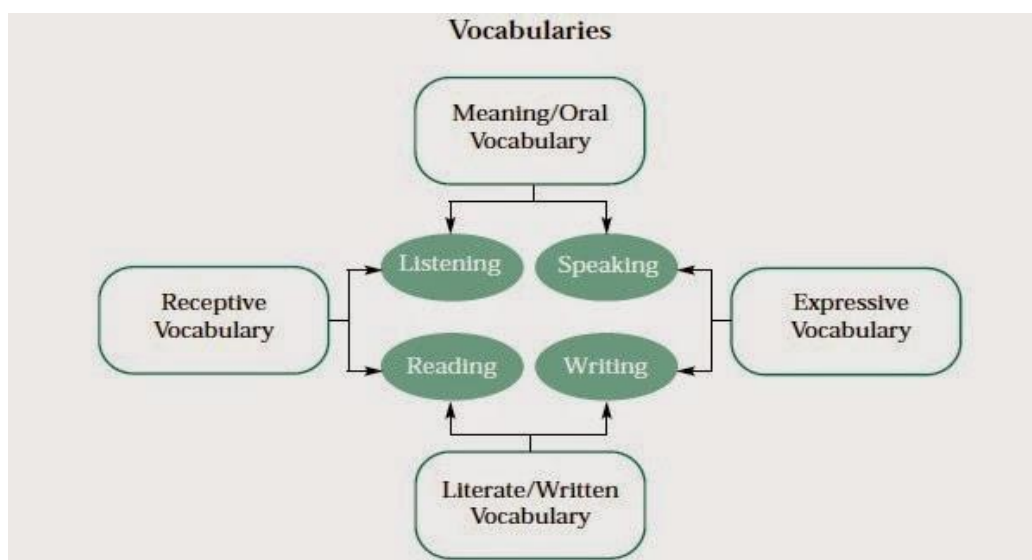 Vocabularies
Meaning/Oral
Vocabulary
Listening
Speaking
Receptive
Vocabulary
Expressive
Vocabulary
Reading
Writing
Literate/Written
Vocabulary